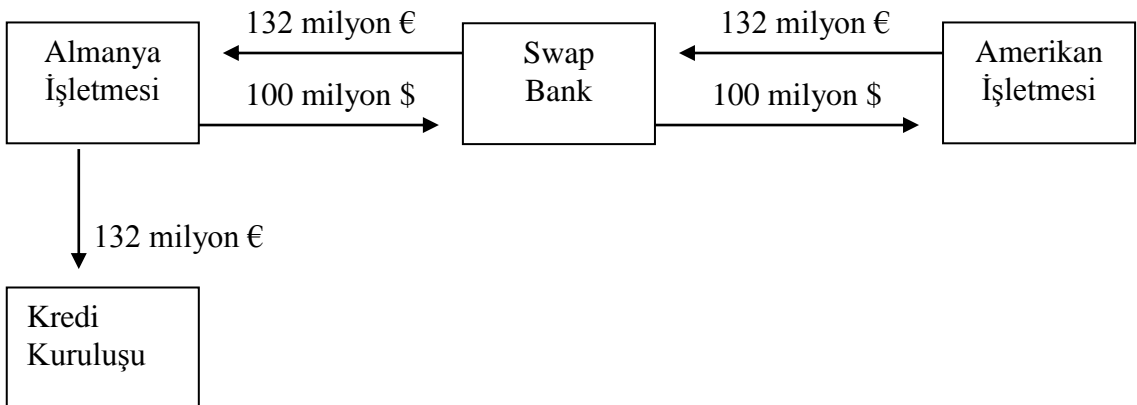 132 milyon €
132 milyon €
Almanya
İşletmesi
Swap
Bank
Amerikan
İşletmesi
100 milyon $
100 milyon $
132 milyon €
Kredi
Kuruluşu